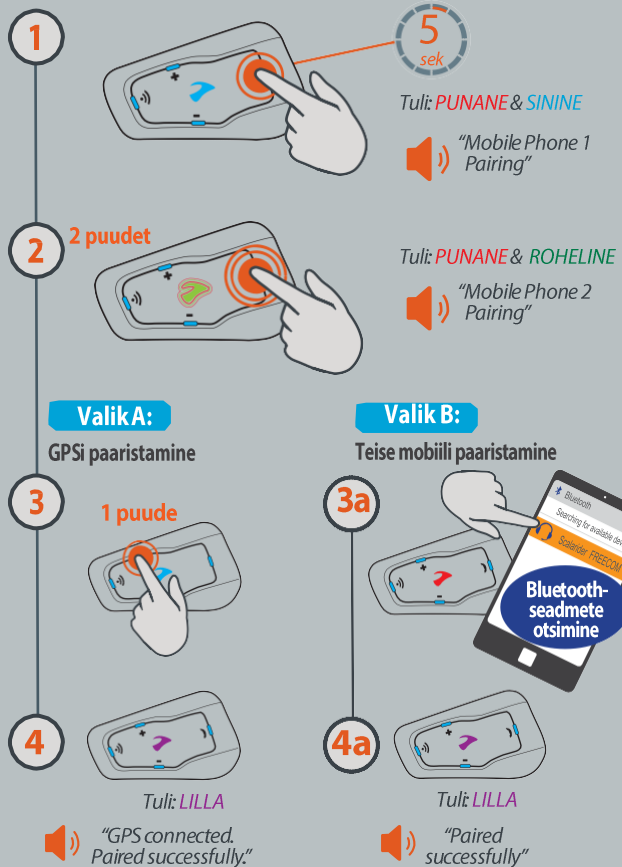 1
5
sek
Tuli: PUNANE & SININE
"Mobile Phone 1
Pairing"
2
2 puudet
Tuli: PUNANE & ROHELINE
"Mobile Phone 2
Pairing"
Valik A:
GPSi paaristamine
Valik B:
Teise mobiili paaristamine
3
1 puude
3a
Bluetooth
Searching for available dev
Scalarider FREECOM
Bluetooth-
seadmete
otsimine
4
Tuli: LILLA
"GPS connected.
Paired successfully."
4a
Tuli: LILLA
"Paired
successfully"